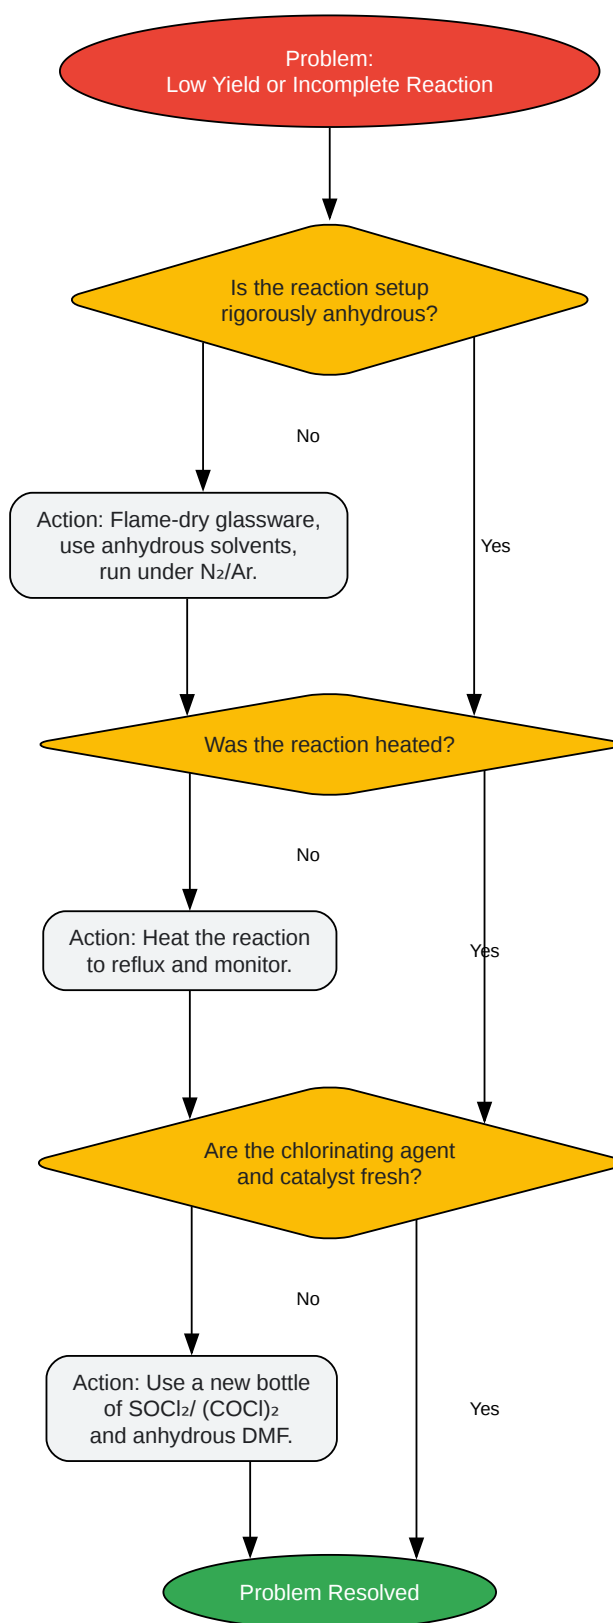 Problem:
Low Yield or Incomplete Reaction
Is the reaction setup
rigorously anhydrous?
No
Action: Flame-dry glassware,
use anhydrous solvents,
run under N₂/Ar.
Yes
Was the reaction heated?
No
Action: Heat the reaction
to reflux and monitor.
Yes
Are the chlorinating agent
and catalyst fresh?
No
Action: Use a new bottle
of SOCl₂/ (COCl)₂
and anhydrous DMF.
Yes
Problem Resolved